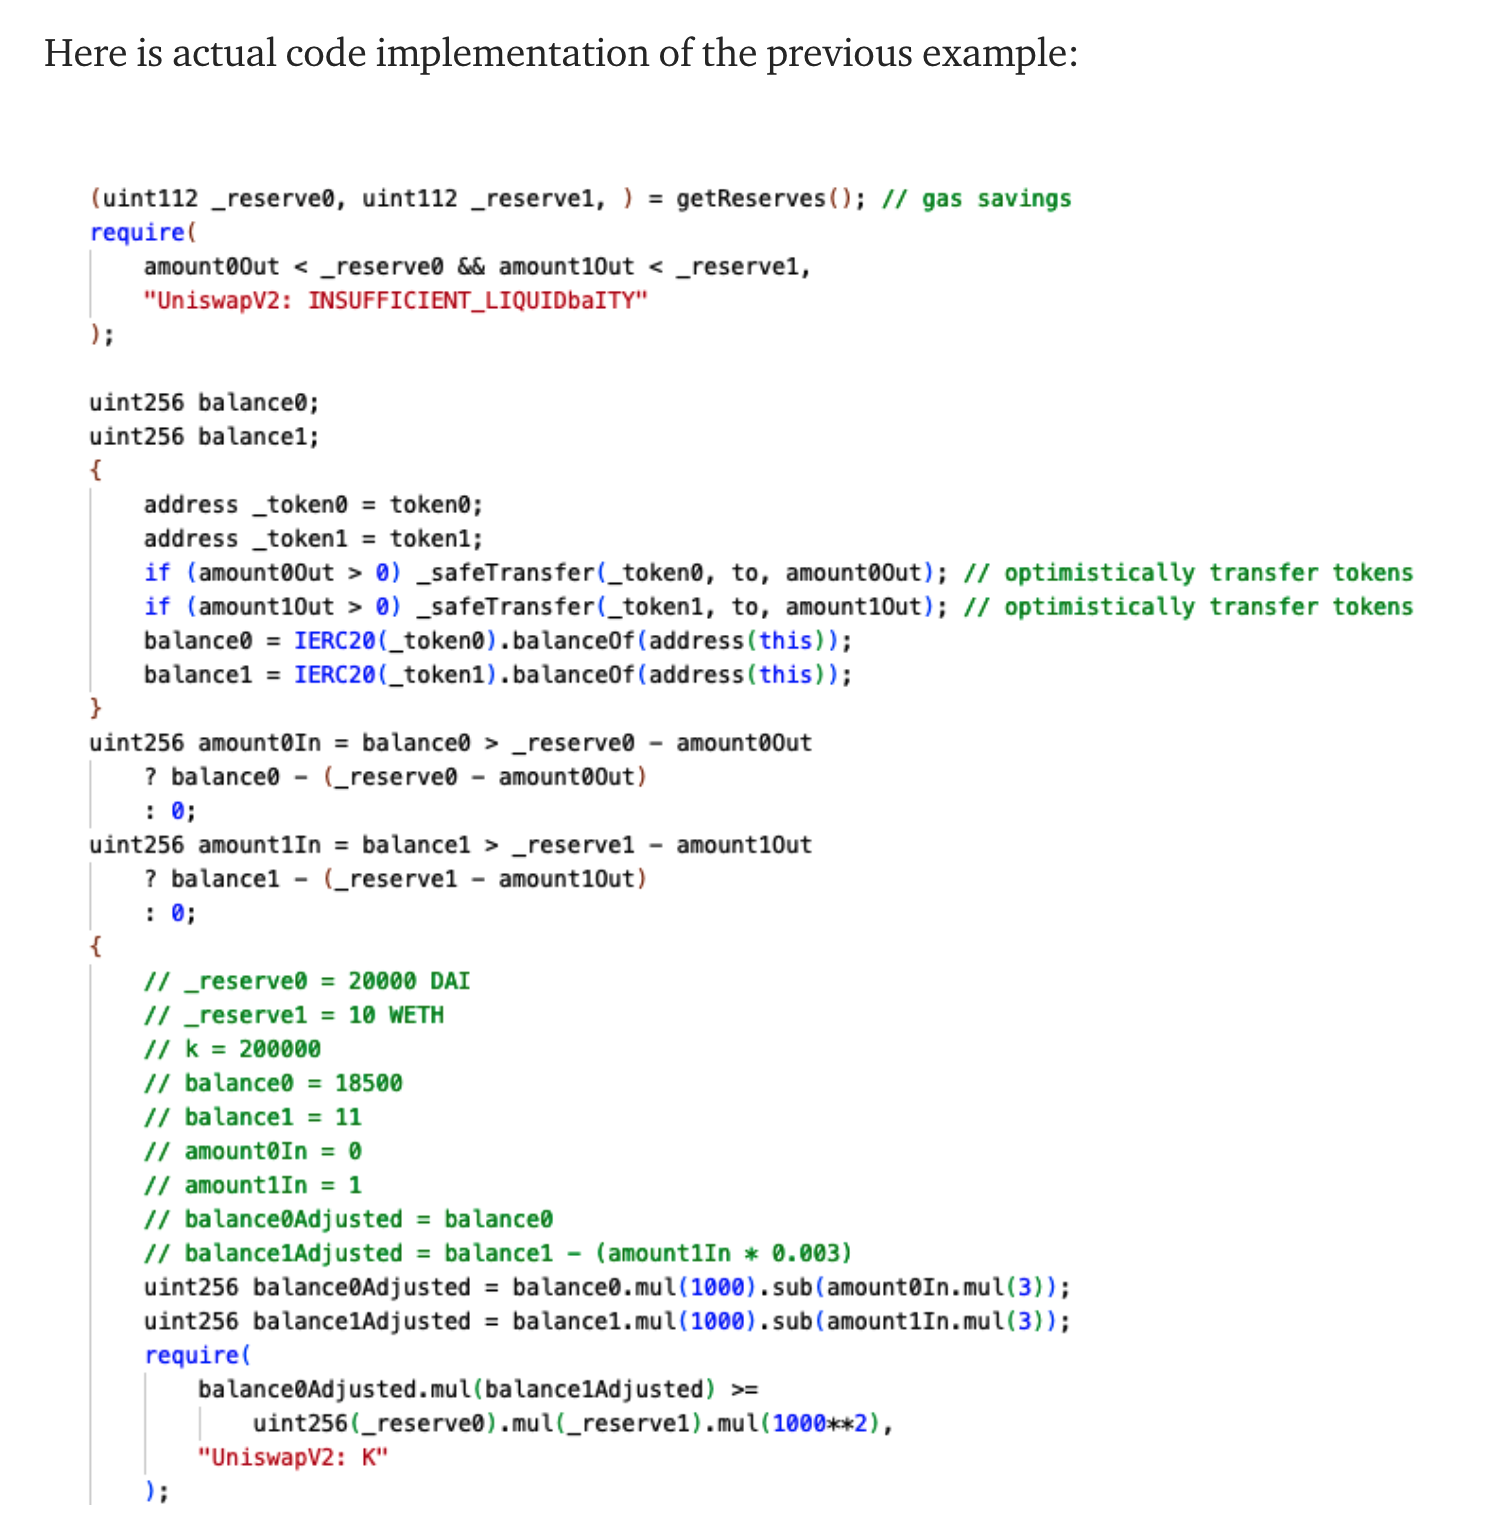 Here is actual code implementation of the previous example:
(uint112 _reserve0, uint112 _reserve1, ) = getReserves(); // gas savings
require(
amount0Out < _reserve0 && amount1Out < _reserve1,
"UniswapV2: INSUFFICIENT_LIQUIDbaITY"
);
uint256 balance0;
uint256 balance1;
{
address _token0 = token0;
address _token1 = token1;
if (amount0Out > 0) _safeTransfer(_token0, to, amount0Out); // optimistically transfer tokens
if (amount1Out > 0) _safeTransfer(_token1, to, amount1Out); // optimistically transfer tokens
balance0 = IERC20(_token0).balanceOf(address(this));
balance1 = IERC20(_token1).balanceOf(address(this));
}
uint256 amount0In = balance0 > _reserve0 - amount0Out
? balance0 - (_reserve0 - amount0Out)
: 0;
uint256 amount1In = balance1 > _reserve1 - amount1Out
? balance1 - (_reserve1 - amount1Out)
: 0;
{
// _reserve0 = 20000 DAI
// _reserve1 = 10 WETH
// k = 200000
// balance0 = 18500
// balance1 = 11
// amount0In = 0
// amount1In = 1
// balance0Adjusted = balance0
// balance1Adjusted = balance1 - (amount1In * 0.003)
uint256 balance0Adjusted = balance0.mul(1000).sub(amount0In.mul(3));
uint256 balance1Adjusted = balance1.mul(1000).sub(amount1In.mul(3));
require(
balance0Adjusted.mul(balance1Adjusted) >=
uint256(_reserve0).mul(_reserve1).mul(1000**2),
"UniswapV2: K"
);